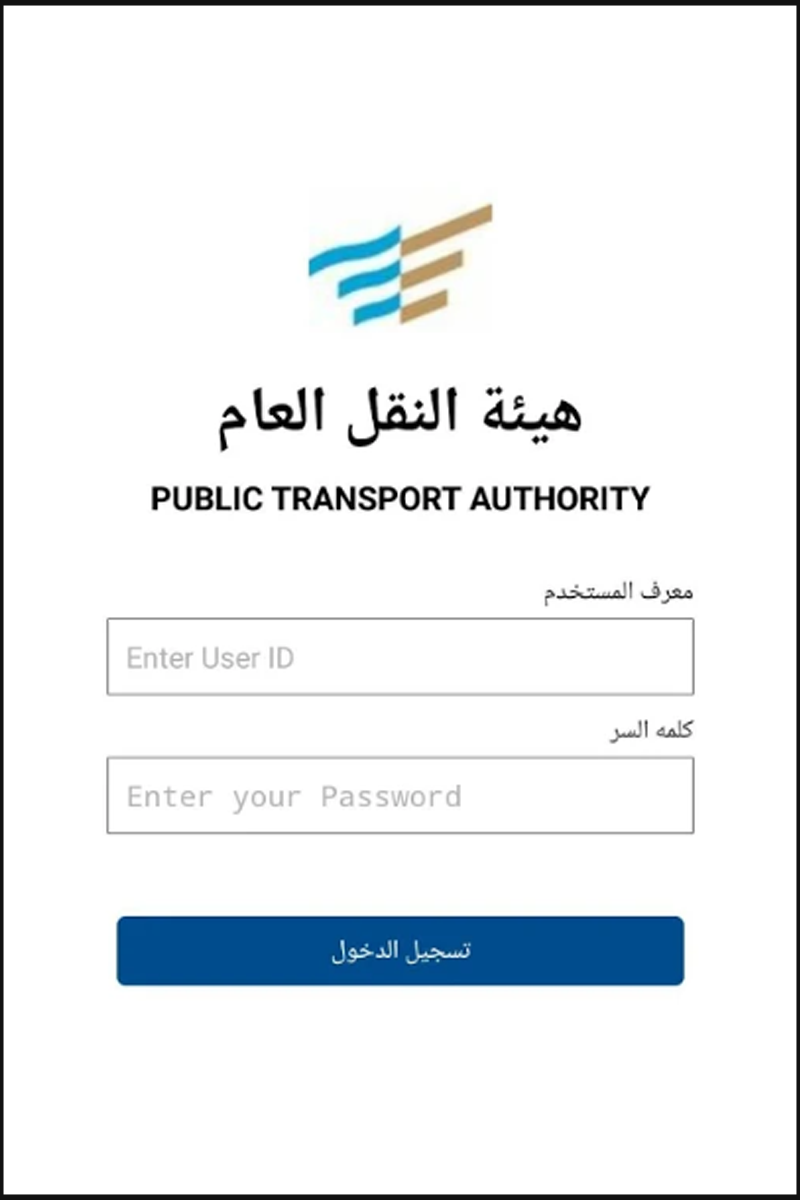 هيئة النقل العام
PUBLIC TRANSPORT AUTHORITY
معرف المستخدم
Enter User ID
كلمه السر
Enter your Password
تسجيل الدخول